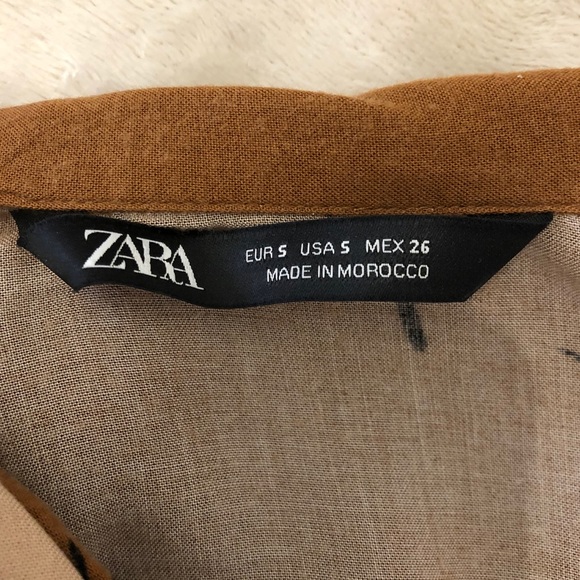 ZARA
EUR S USA S MEX 26
MADE IN MOROCCO